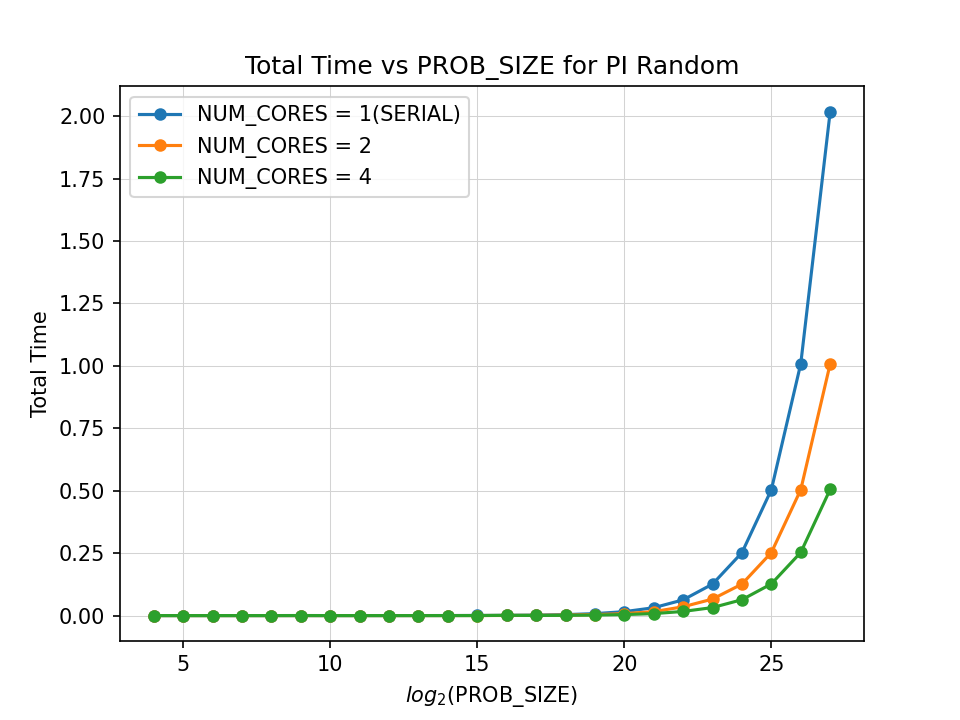 Total Time vs PROB_SIZE for PI Random
NUM_CORES = 1(SERIAL)
NUM_CORES = 2
NUM_CORES = 4
2.00
1.75
1.50
1.25
1.00
0.75
0.50
0.25
0.00
Total Time
5 10 15 20 25
log₂(PROB_SIZE)